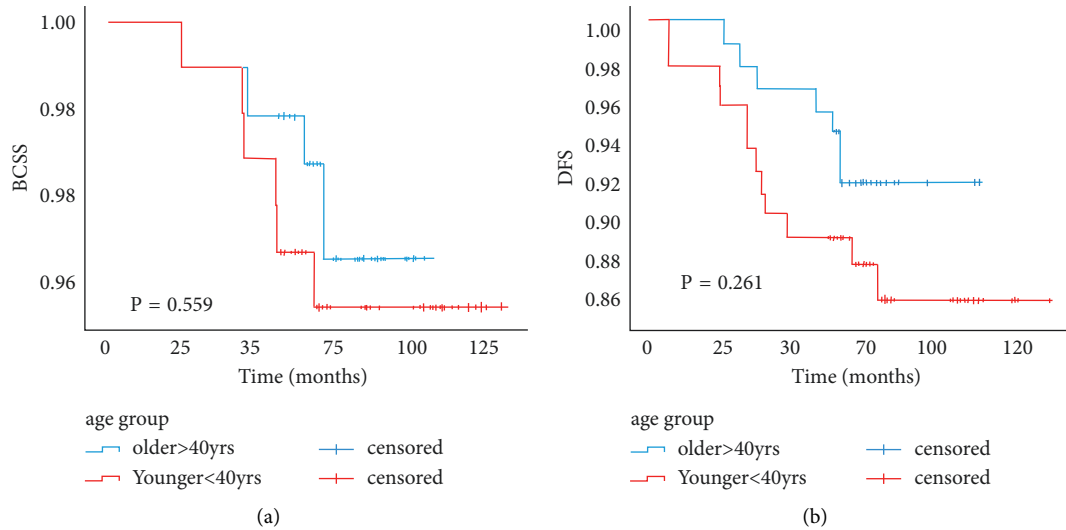 (a)
BCSS
1.00
0.98
0.98
0.96
P = 0.559
0 25 35 75 100 125
Time (months)
age group
older>40yrs censored
Younger<40yrs censored
(a)
(b)
DFS
1.00
0.98
0.96
0.94
0.92
0.90
0.88
0.86
P = 0.261
0 25 30 70 100 120
Time (months)
age group
older>40yrs censored
Younger<40yrs censored
(b)